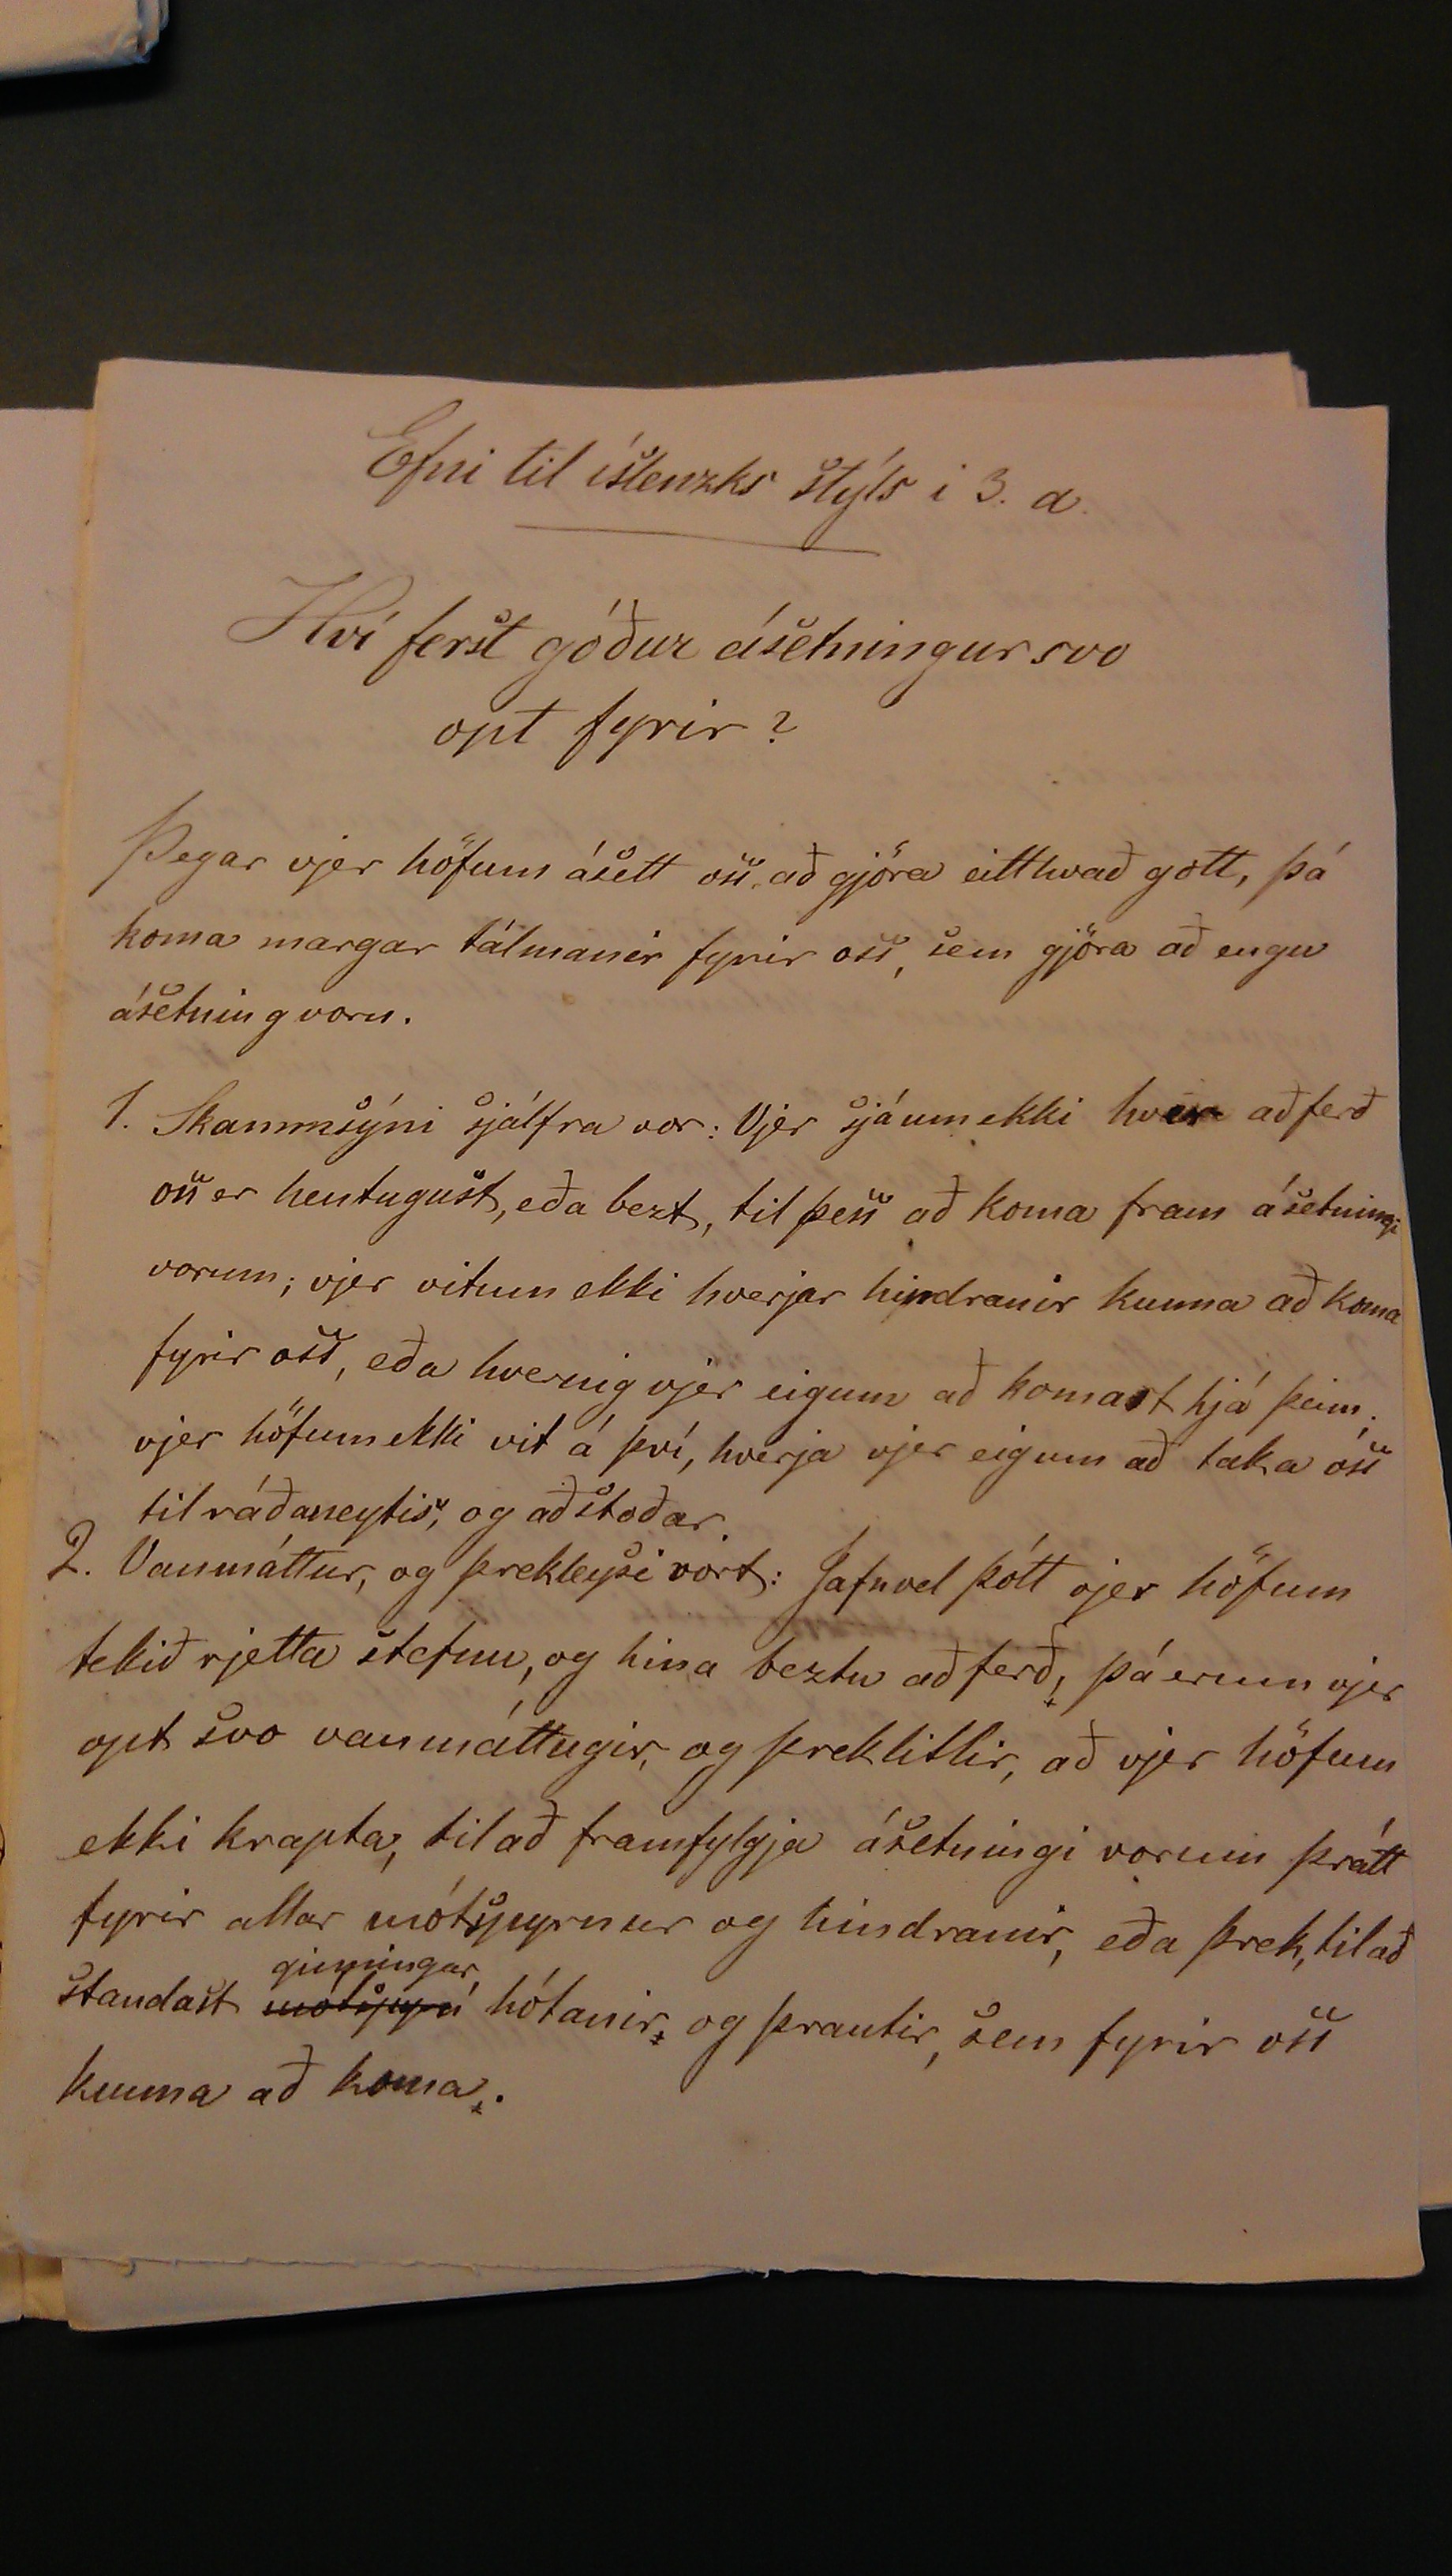 Efni til íslenzks stýls i 3. a.
Hví ferst góður ásetningur svo
opt fyrir?
Þegar vjer höfum ásett oss að gjöra eitthvað gott, þá
koma margar tálmanir fyrir oss, sem gjöra að engu
ásetning vorn.
1. Skammsýni sjálfra vor: Vjer sjáum ekki hver aðferð
oss er hentugust, eða bezt, til þess að koma fram ásetningi
vorum; vjer vitum ekki hverjar hindranir kunna að koma
fyrir oss, eða hvernig vjer eigum að komast hjá þeim;
vjer höfum ekki vit á því, hverja vjer eigum að taka oss
til ráðaneytis, og aðstoðar.
2. Vanmáttur, og þrekleysi vort: Jafnvel þótt vjer höfum
tekið rjetta stefnu, og hina beztu aðferð, þá erum vjer
opt svo vanmáttugir, og þreklitlir, að vjer höfum
ekki krapta, til að framfylgja ásetningi vorum þrátt
fyrir allar mótspyrnur og hindranir, eða þrek, til að
ginningar,
standast mótspyrn hótanir, og þrautir, sem fyrir oss
kunna að koma.